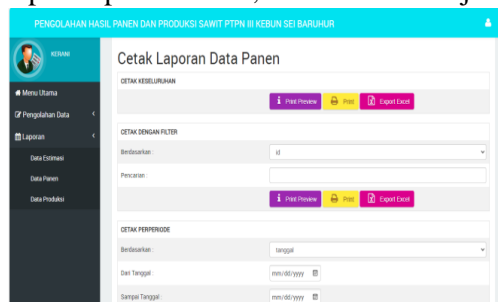 PENGOLAHAN HASIL PANEN DAN PRODUKSI SAWIT PTPN III KEBUN SEI BARUHUR
KERANI
Menu Utama
Pengolahan Data
Laporan
Data Estimasi
Data Panen
Data Produksi
Cetak Laporan Data Panen
CETAK KESELURUHAN
Print Preview Print Export Excel
CETAK DENGAN FILTER
Berdasarkan : id
Pencarian :
Print Preview Print Export Excel
CETAK PERPERIODE
Berdasarkan : tanggal
Dari Tanggal : mm/dd/yyyy
Sampai Tanggal : mm/dd/yyyy